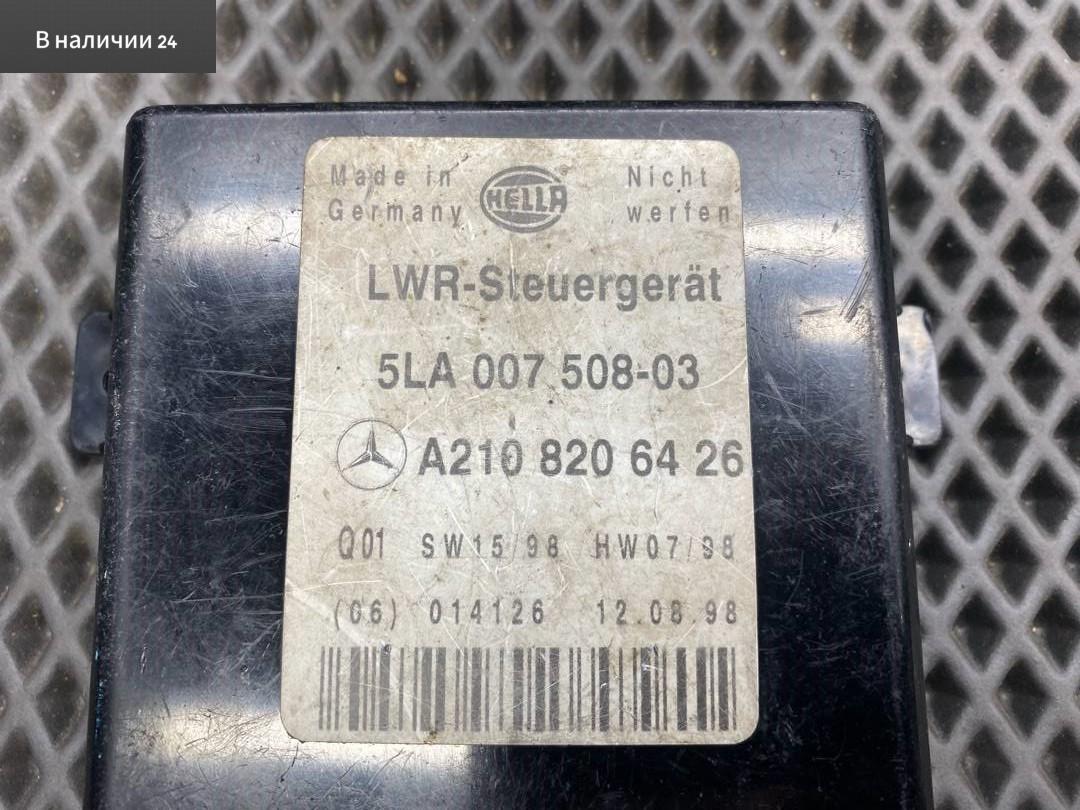 В наличии 24
Made in
Germany
HELLA
Nicht
werfen
LWR-Steuergerät
5LA 007 508-03
A210 820 64 26
Q01 SW15/98 HW07/98
(06) 014126 12.08.98